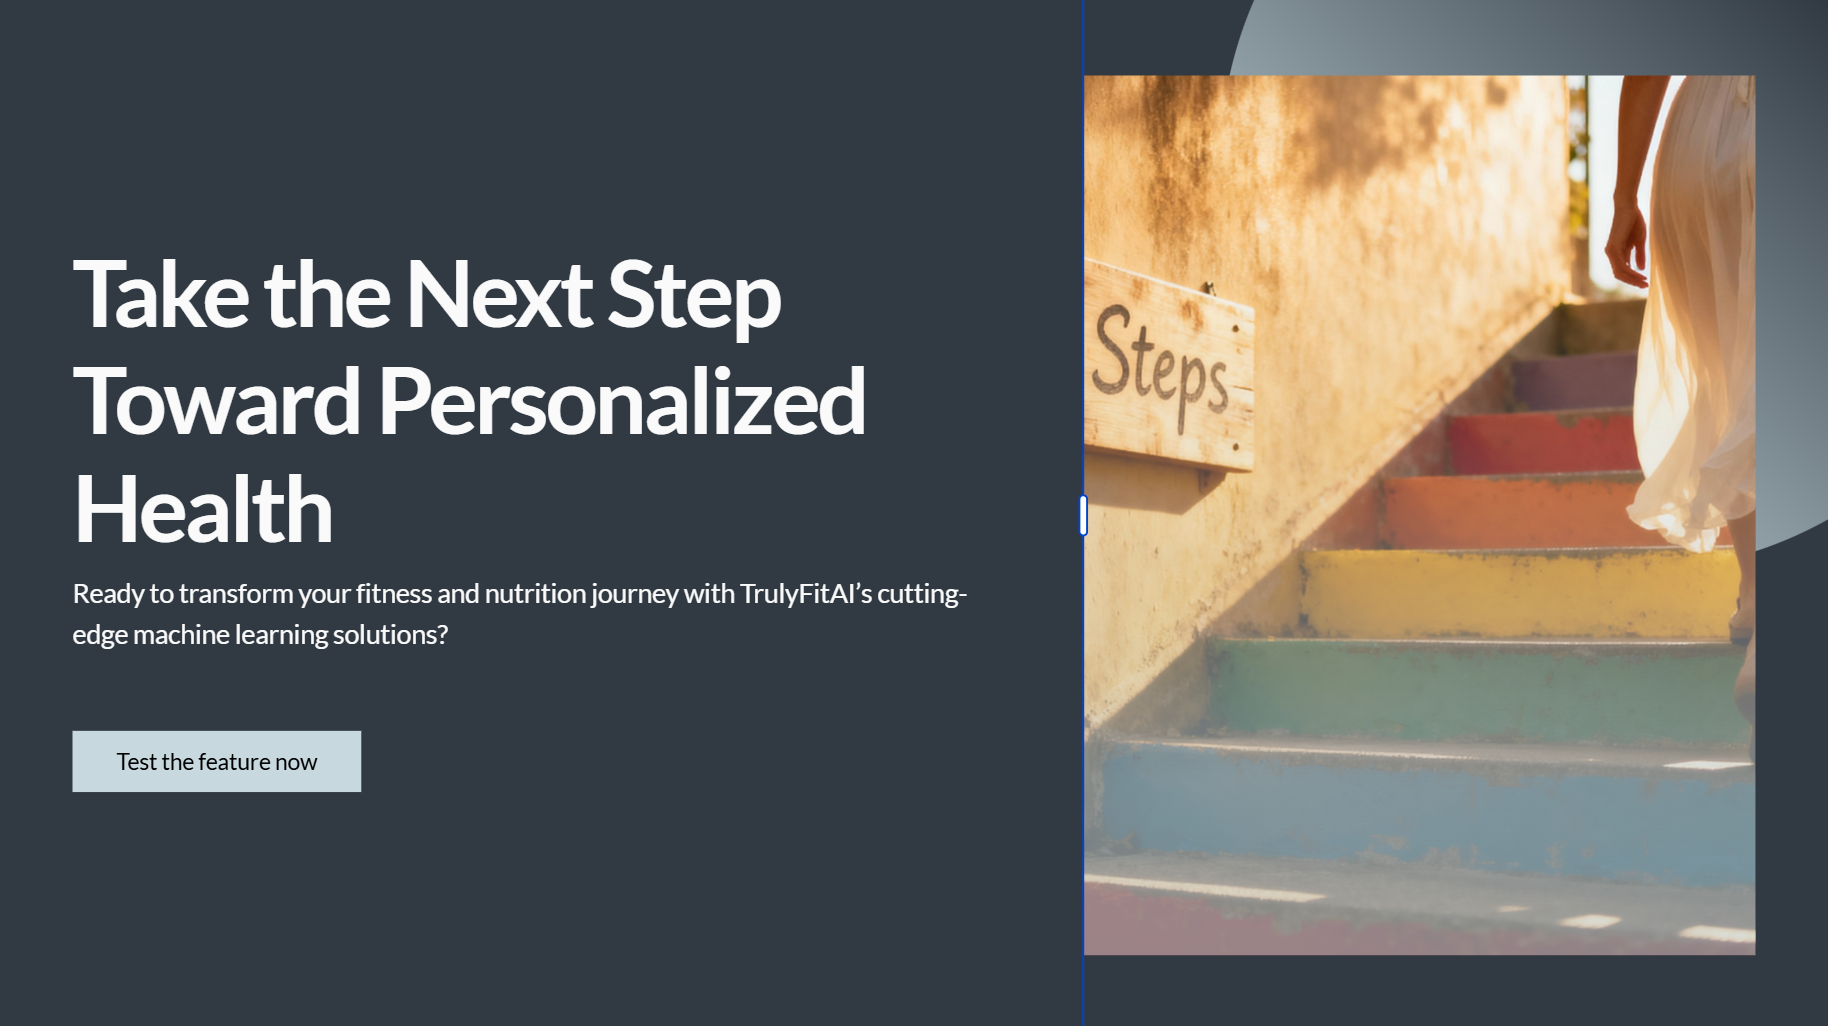 Take the Next Step
Toward Personalized
Health
Ready to transform your fitness and nutrition journey with TrulyFitAI’s cutting-
edge machine learning solutions?
Test the feature now
Steps